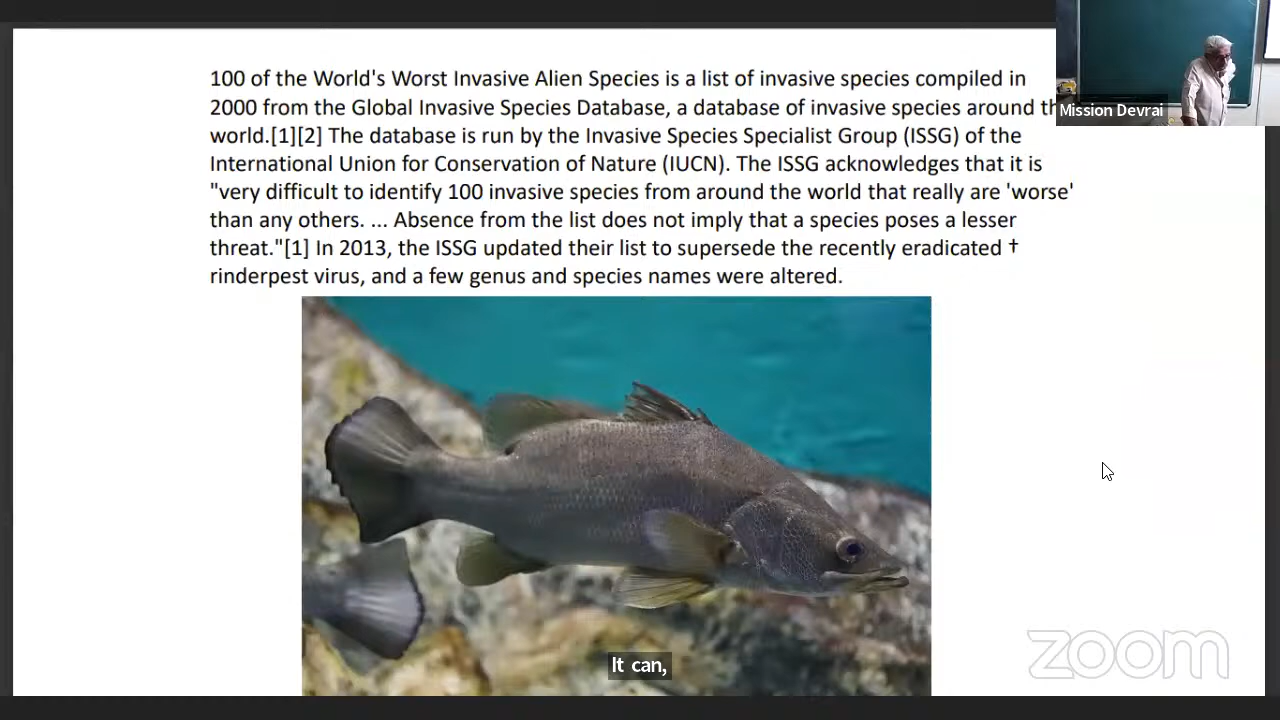 100 of the World's Worst Invasive Alien Species is a list of invasive species compiled in
2000 from the Global Invasive Species Database, a database of invasive species around th
world.[1][2] The database is run by the Invasive Species Specialist Group (ISSG) of the
International Union for Conservation of Nature (IUCN). The ISSG acknowledges that it is
"very difficult to identify 100 invasive species from around the world that really are 'worse'
than any others. ... Absence from the list does not imply that a species poses a lesser
threat."[1] In 2013, the ISSG updated their list to supersede the recently eradicated †
rinderpest virus, and a few genus and species names were altered.
Mission Devrai
It can,
zoom